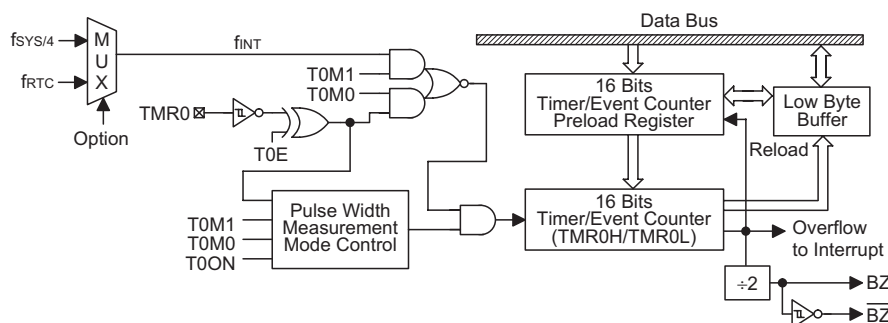 Data Bus
fSYS/4
M
U
X
fINT
fRTC
Option
T0M1
T0M0
TMR0
T0E
16 Bits
Timer/Event Counter
Preload Register
Low Byte
Buffer
Reload
T0M1
T0M0
T0ON
Pulse Width
Measurement
Mode Control
16 Bits
Timer/Event Counter
(TMR0H/TMR0L)
Overflow
to Interrupt
÷2
BZ
B̅Z̅